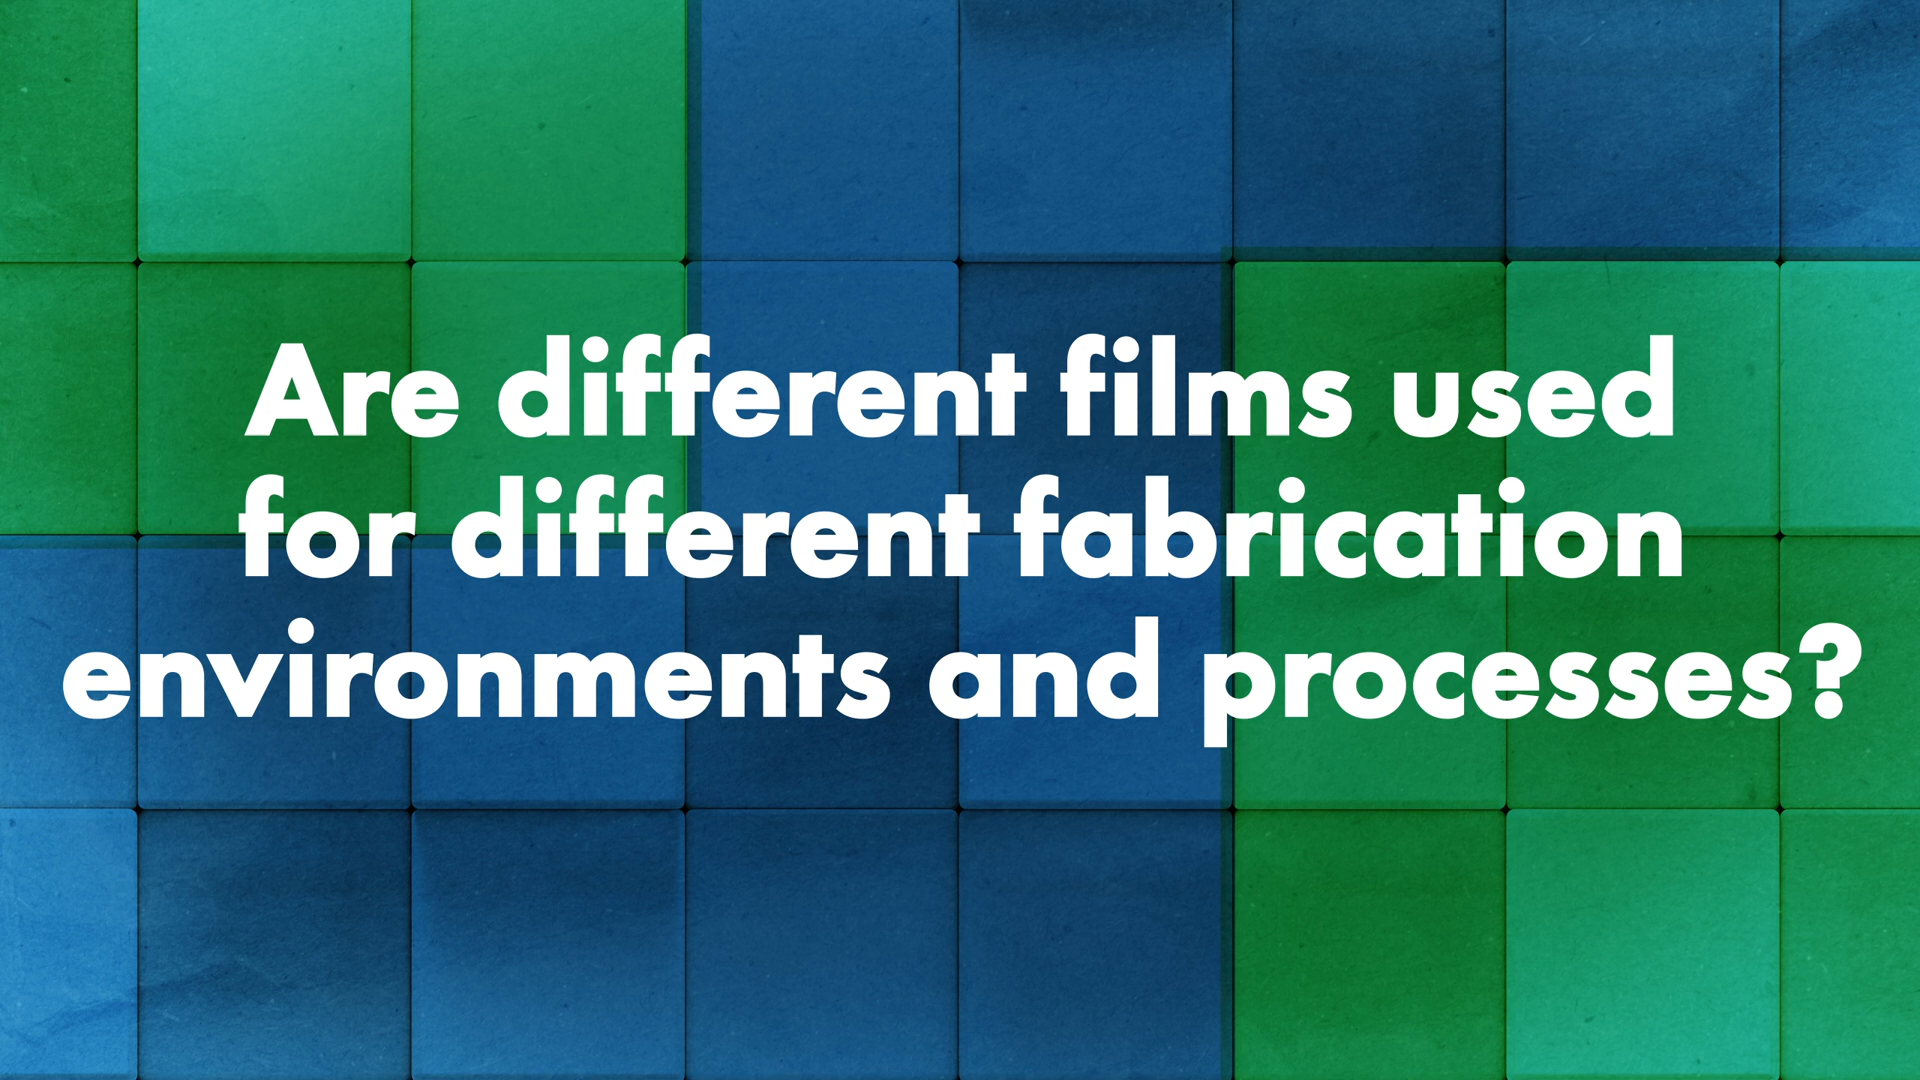 Are different films used
for different fabrication
environments and processes?